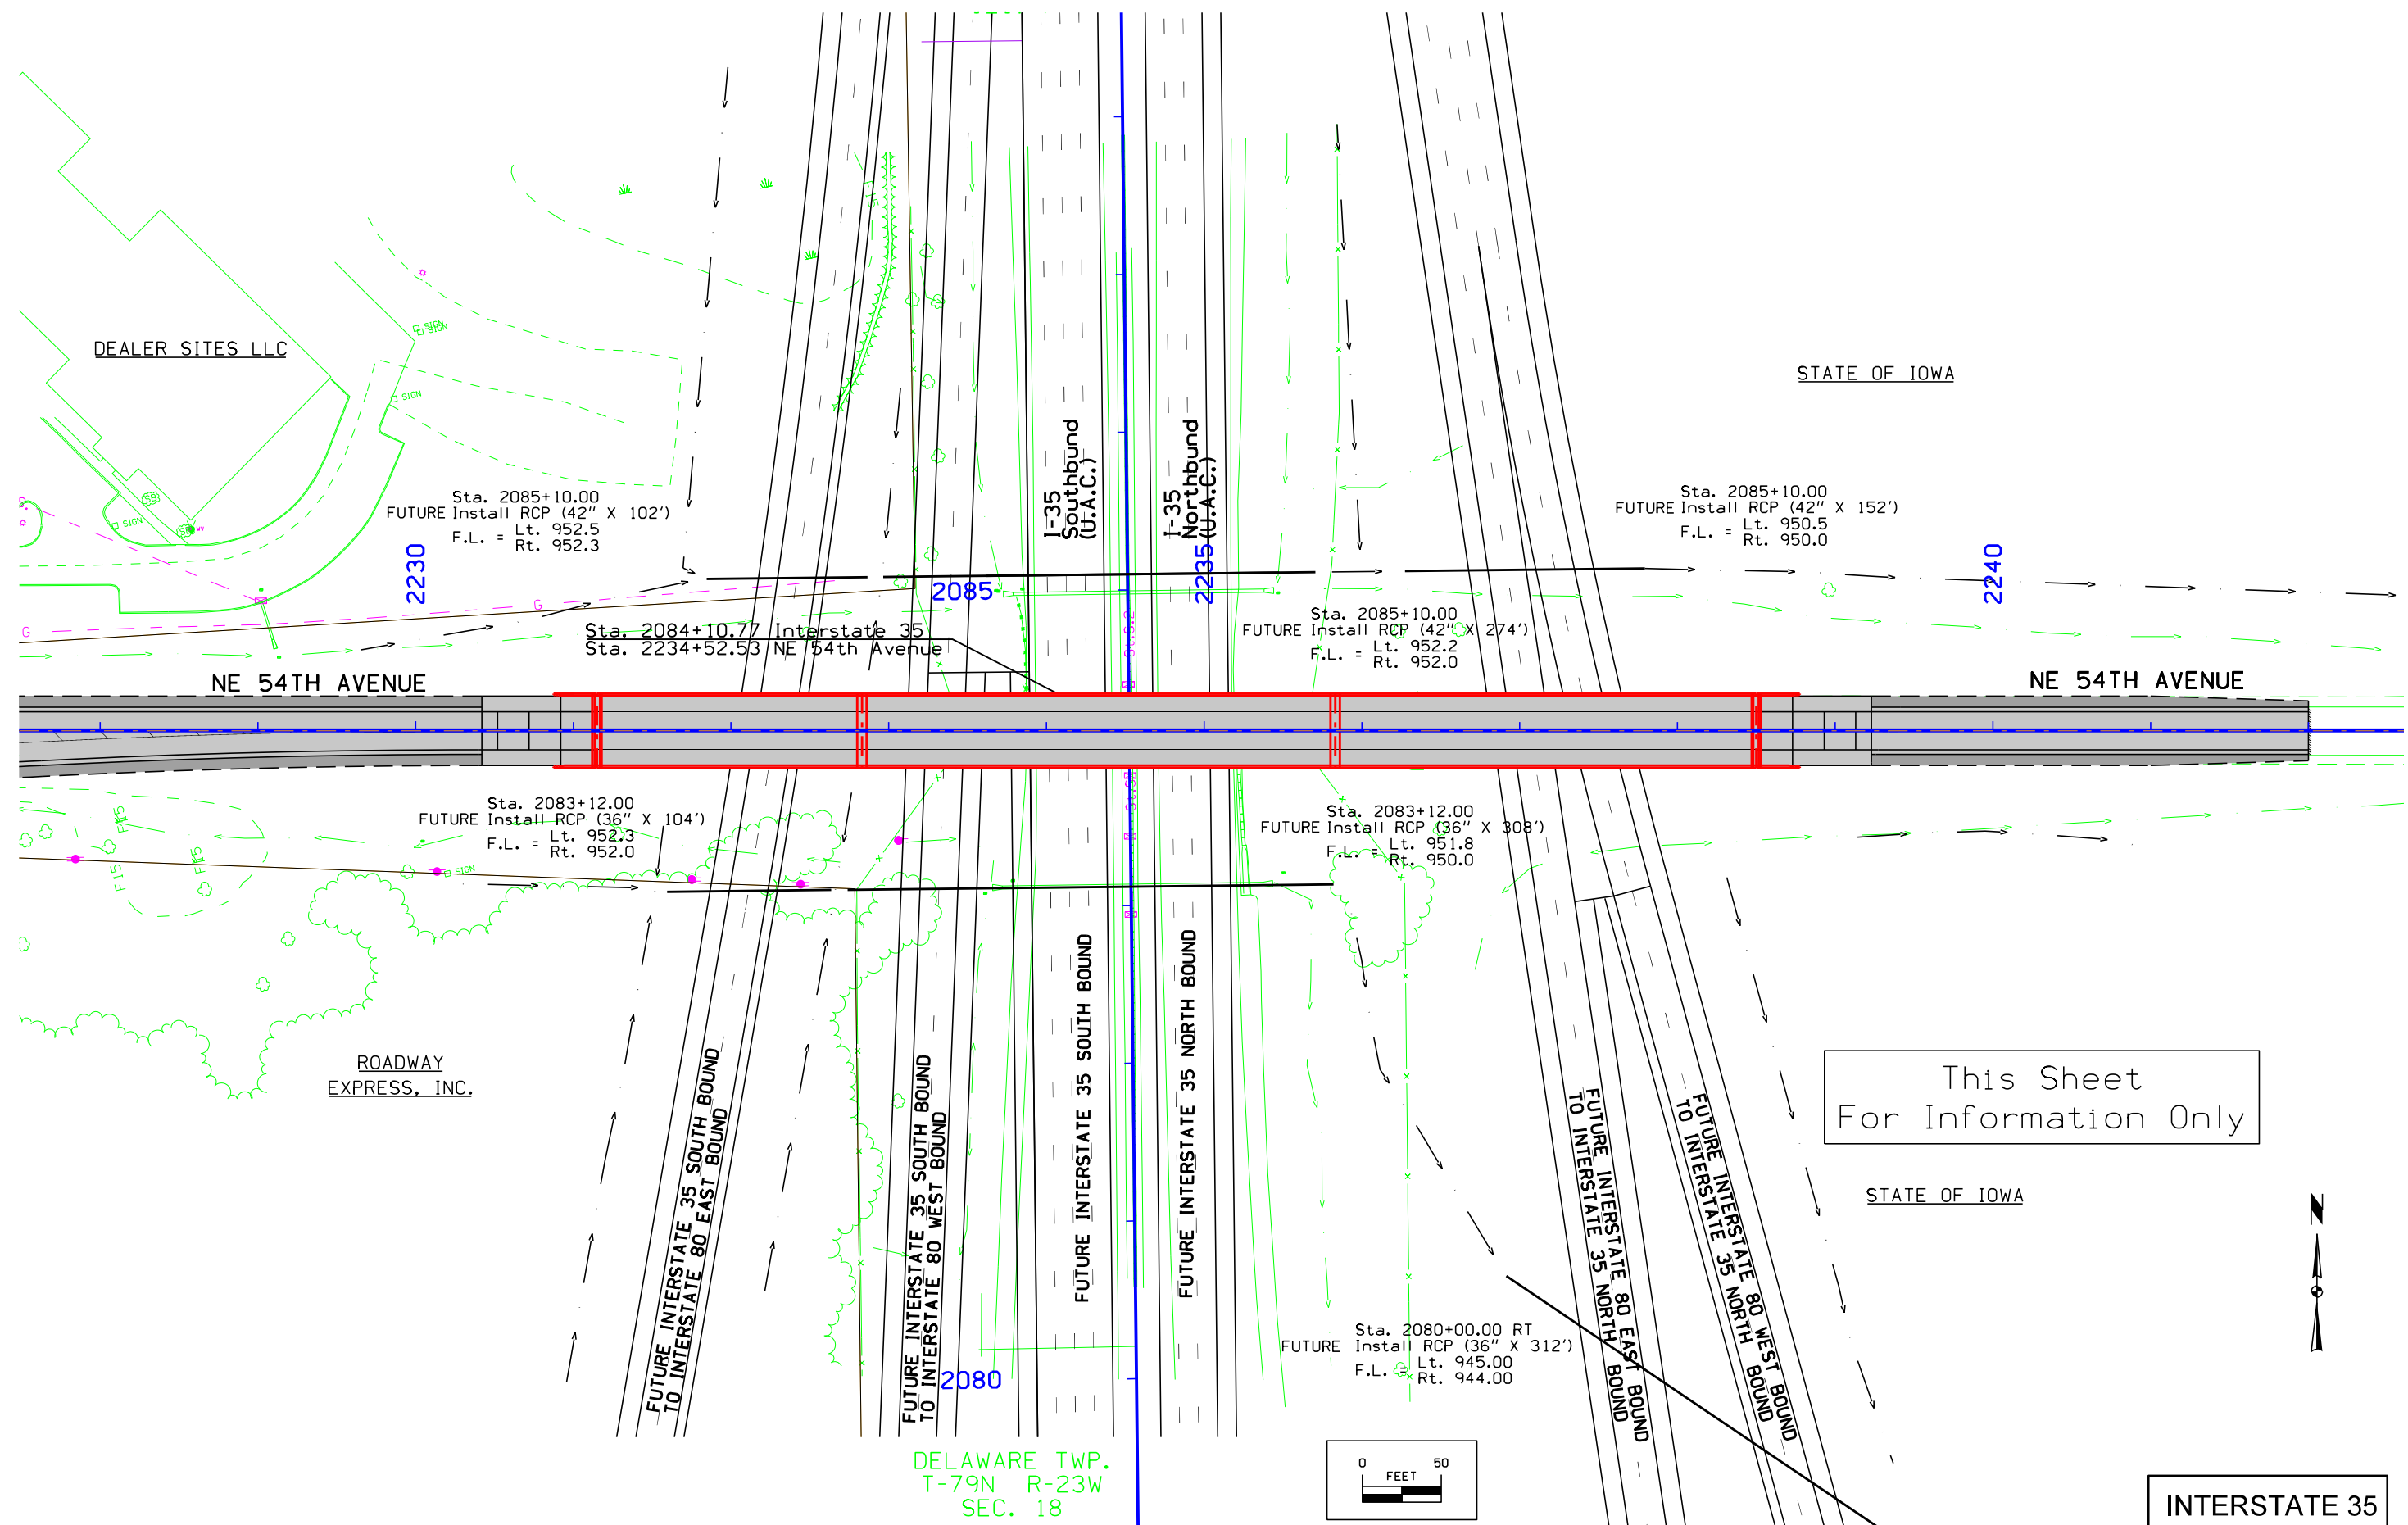 DEALER SITES LLC
STATE OF IOWA
SIGN
SIGN
SIGN
SIGN
Sta. 2085+10.00
FUTURE Install RCP (42" X 102')
F.L. = Lt. 952.5
Rt. 952.3
2230
I-35
Southbound
(U.A.C.)
I-35
Northbound
(U.A.C.)
2235
Sta. 2085+10.00
FUTURE Install RCP (42" X 152')
F.L. = Lt. 950.5
Rt. 950.0
2240
2085
G
G
Sta. 2084+10.77 Interstate 35
Sta. 2234+52.53 NE 54th Avenue
Sta. 2085+10.00
FUTURE Install RCP (42" X 274')
F.L. = Lt. 952.2
Rt. 952.0
NE 54TH AVENUE
NE 54TH AVENUE
Sta. 2083+12.00
FUTURE Install RCP (36" X 104')
F.L. = Lt. 952.3
Rt. 952.0
Sta. 2083+12.00
FUTURE Install RCP (36" X 308')
F.L. = Lt. 951.8
Rt. 950.0
F15
SIGN
ROADWAY
EXPRESS, INC.
FUTURE INTERSTATE 35 SOUTH BOUND
TO INTERSTATE 80 EAST BOUND
FUTURE INTERSTATE 35 SOUTH BOUND
TO INTERSTATE 80 WEST BOUND
FUTURE INTERSTATE 35 SOUTH BOUND
FUTURE INTERSTATE 35 NORTH BOUND
FUTURE INTERSTATE 80 EAST BOUND
TO INTERSTATE 35 NORTH BOUND
FUTURE INTERSTATE 80 WEST BOUND
TO INTERSTATE 35 NORTH BOUND
This Sheet
For Information Only
STATE OF IOWA
N
Sta. 2080+00.00 RT
FUTURE Install RCP (36" X 312')
F.L. = Lt. 945.00
Rt. 944.00
2080
DELAWARE TWP.
T-79N R-23W
SEC. 18
0 50
FEET
INTERSTATE 35